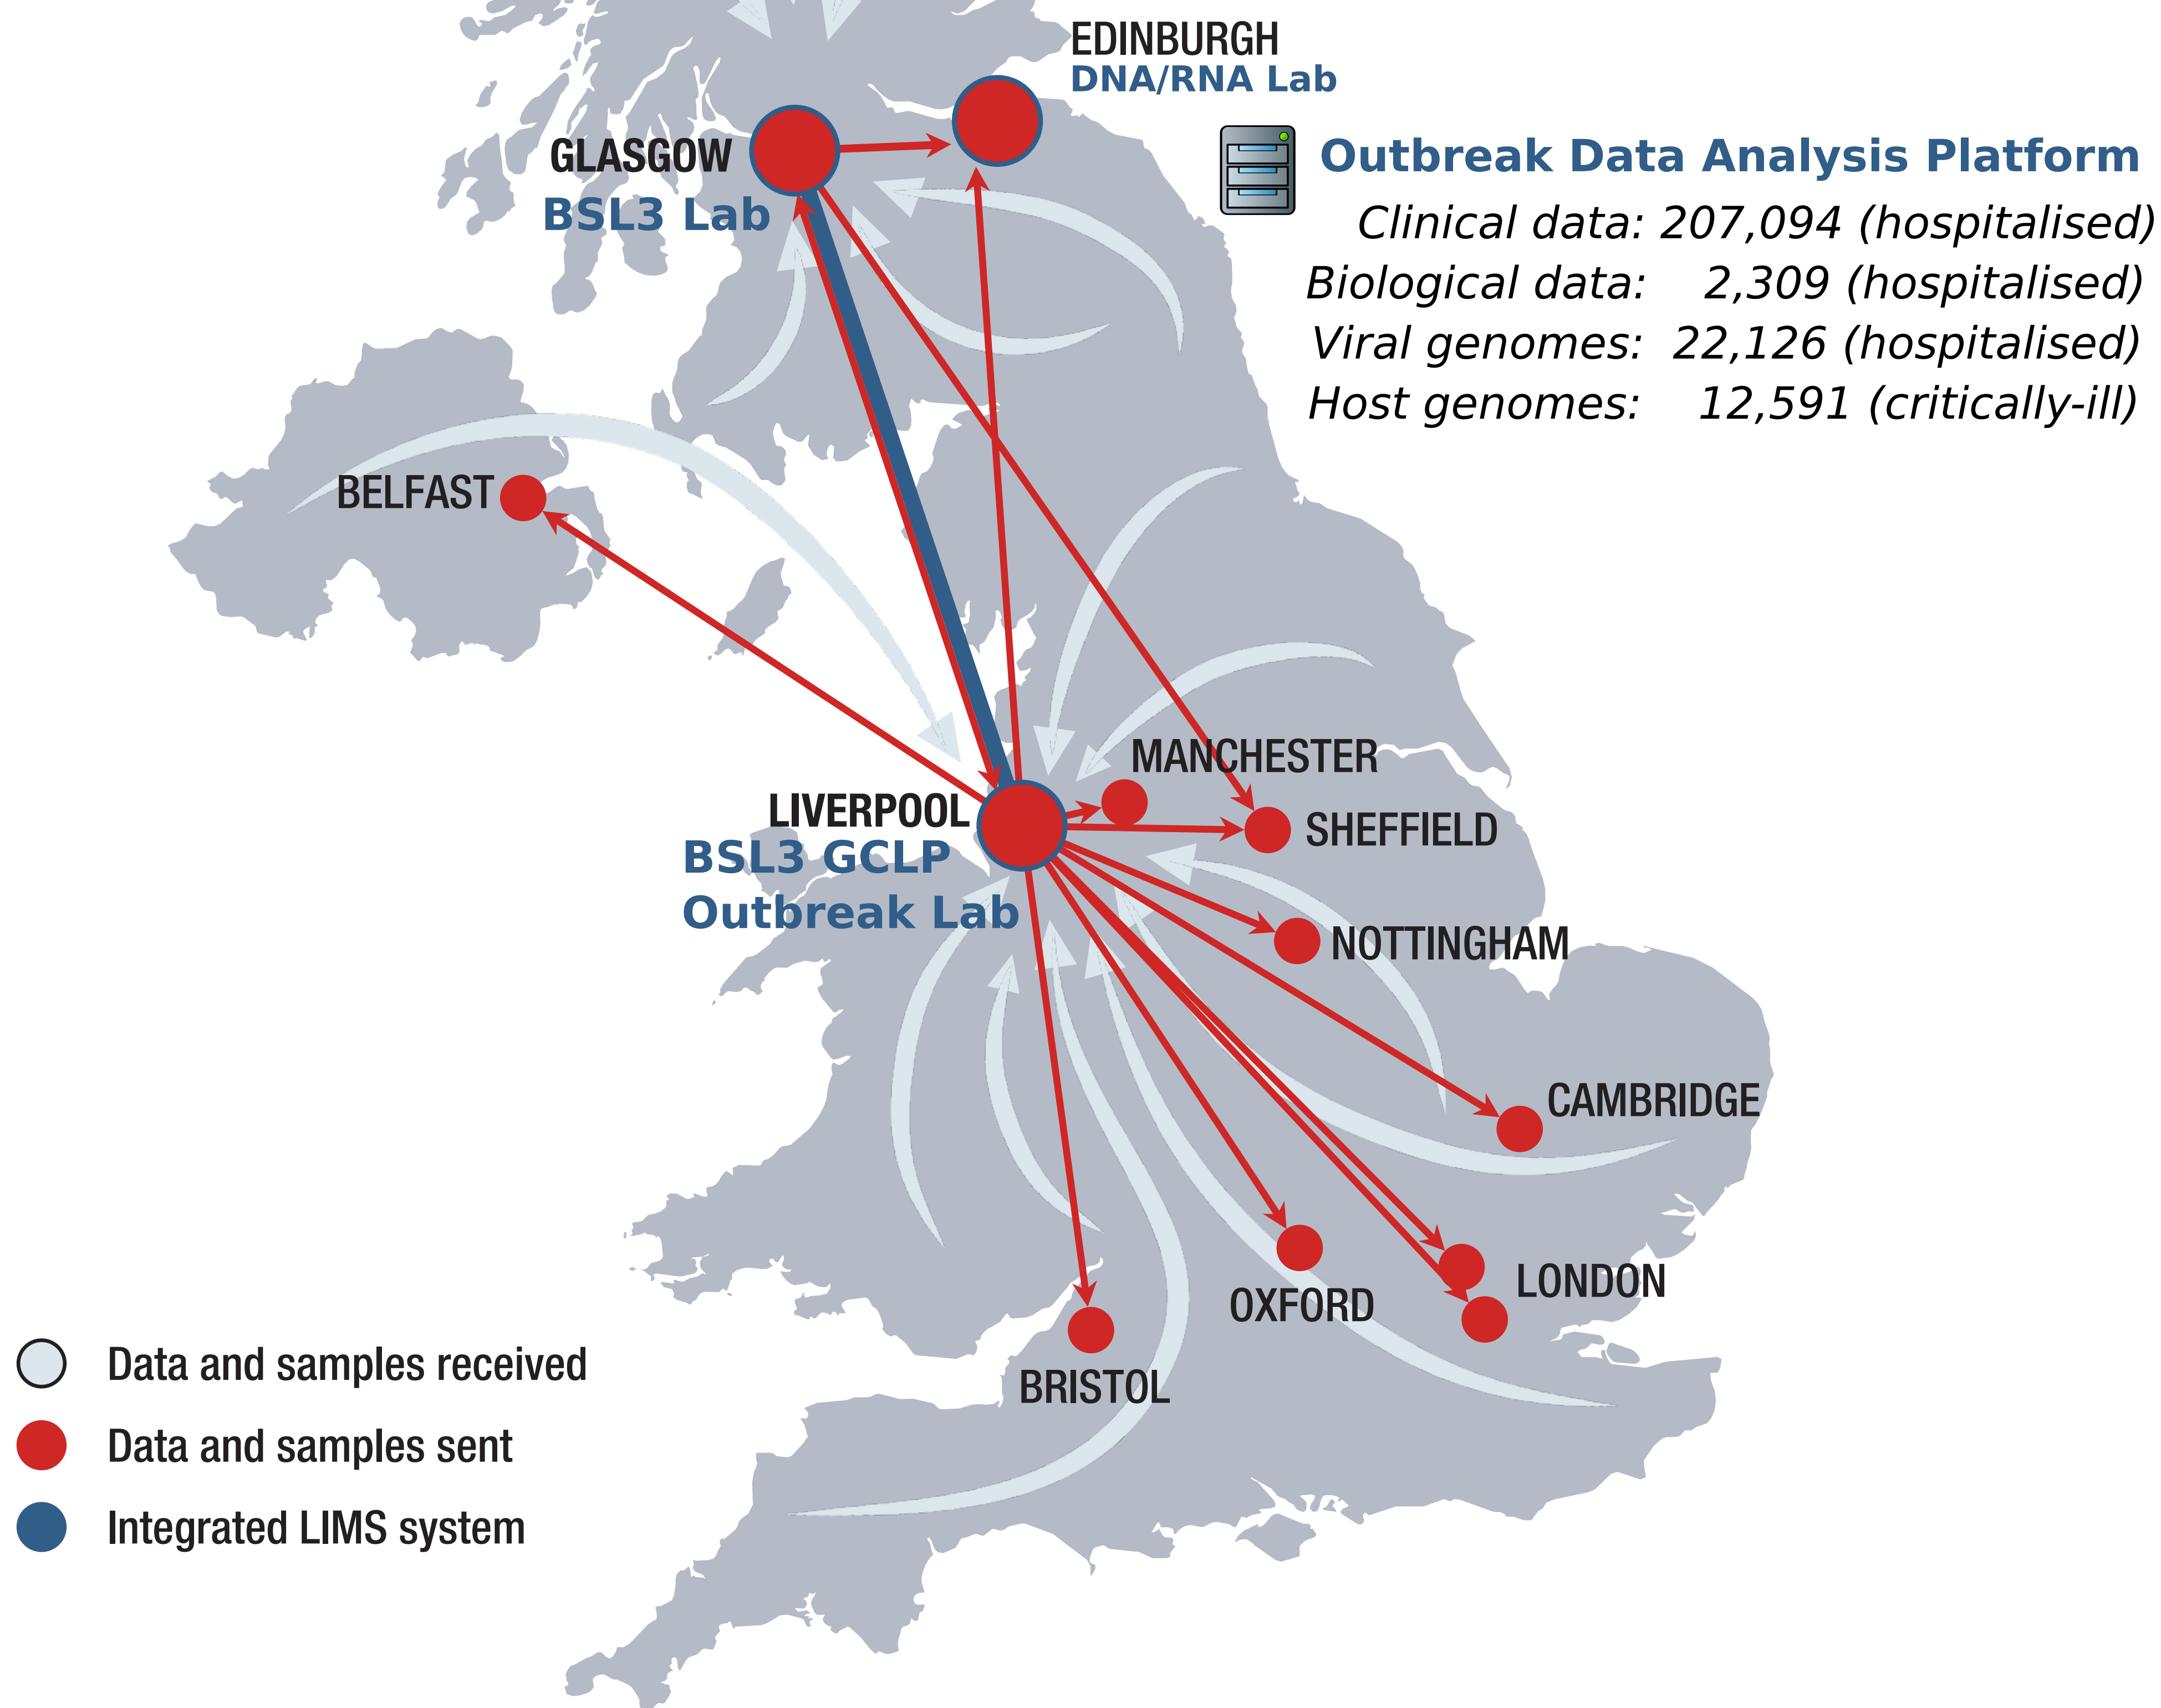 EDINBURGH
DNA/RNA Lab
GLASGOW
BSL3 Lab
Outbreak Data Analysis Platform
Clinical data: 207,094 (hospitalised)
Biological data: 2,309 (hospitalised)
Viral genomes: 22,126 (hospitalised)
Host genomes: 12,591 (critically-ill)
BELFAST
MANCHESTER
LIVERPOOL
BSL3 GCLP
Outbreak Lab
SHEFFIELD
NOTTINGHAM
CAMBRIDGE
LONDON
OXFORD
BRISTOL
Data and samples received
Data and samples sent
Integrated LIMS system